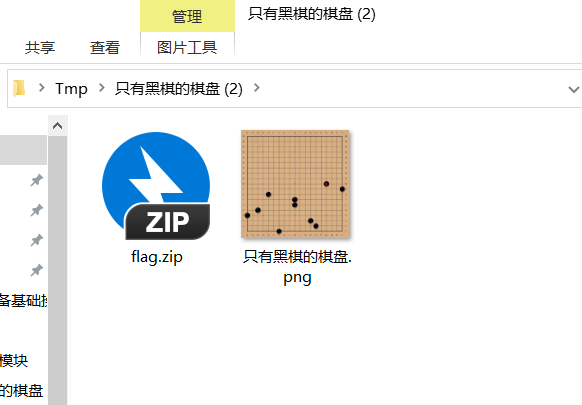 管理
只有黑棋的棋盘 (2)
共享
查看
图片工具
Tmp
只有黑棋的棋盘 (2)
ZIP
flag.zip
只有黑棋的棋盘.
png
备基础操
模块
的棋盘